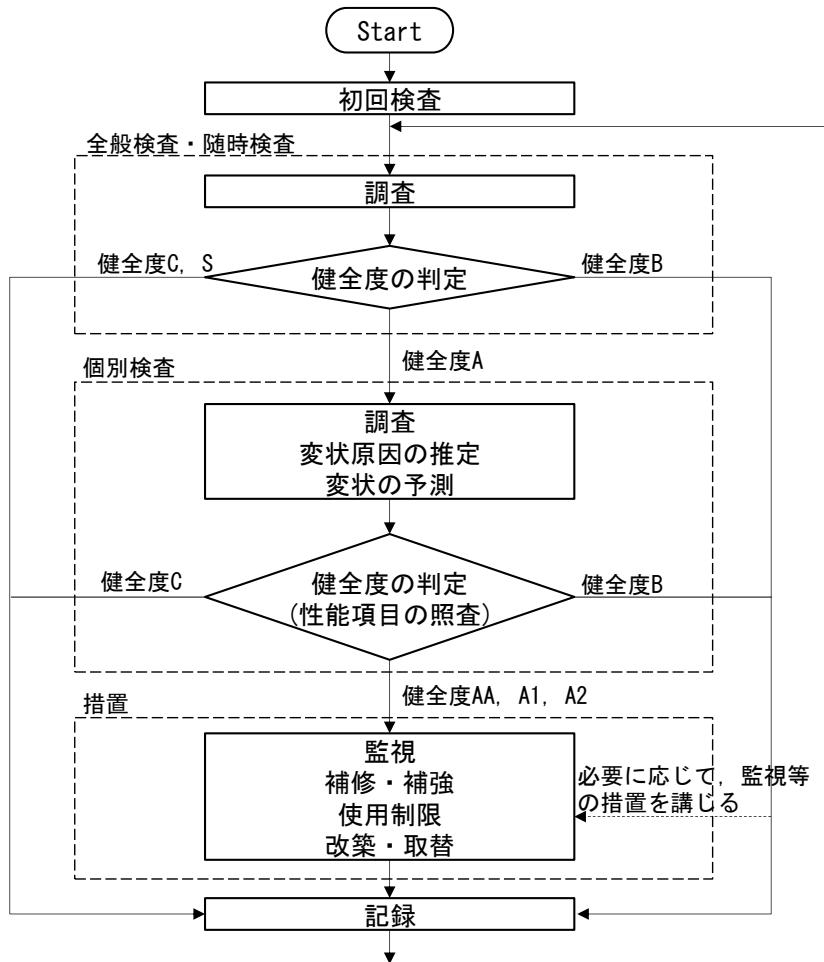 Start
初回検査
全般検査・随時検査
調査
健全度C, S
健全度の判定
健全度B
健全度A
個別検査
調査
変状原因の推定
変状の予測
健全度C
健全度の判定
(性能項目の照査)
健全度B
健全度AA, A1, A2
措置
監視
補修・補強
使用制限
改築・取替
必要に応じて, 監視等
の措置を講じる
記録